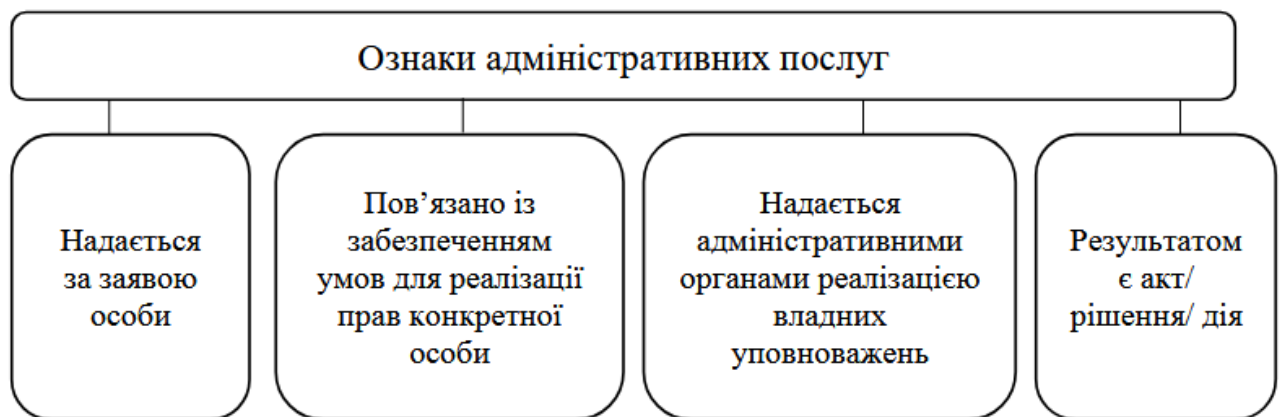 Ознаки адміністративних послуг
Надається
за заявою
особи
Пов’язано із
забезпеченням
умов для реалізації
прав конкретної
особи
Надається
адміністративними
органами реалізацією
владних
уповноважень
Результатом
є акт/
рішення/ дія